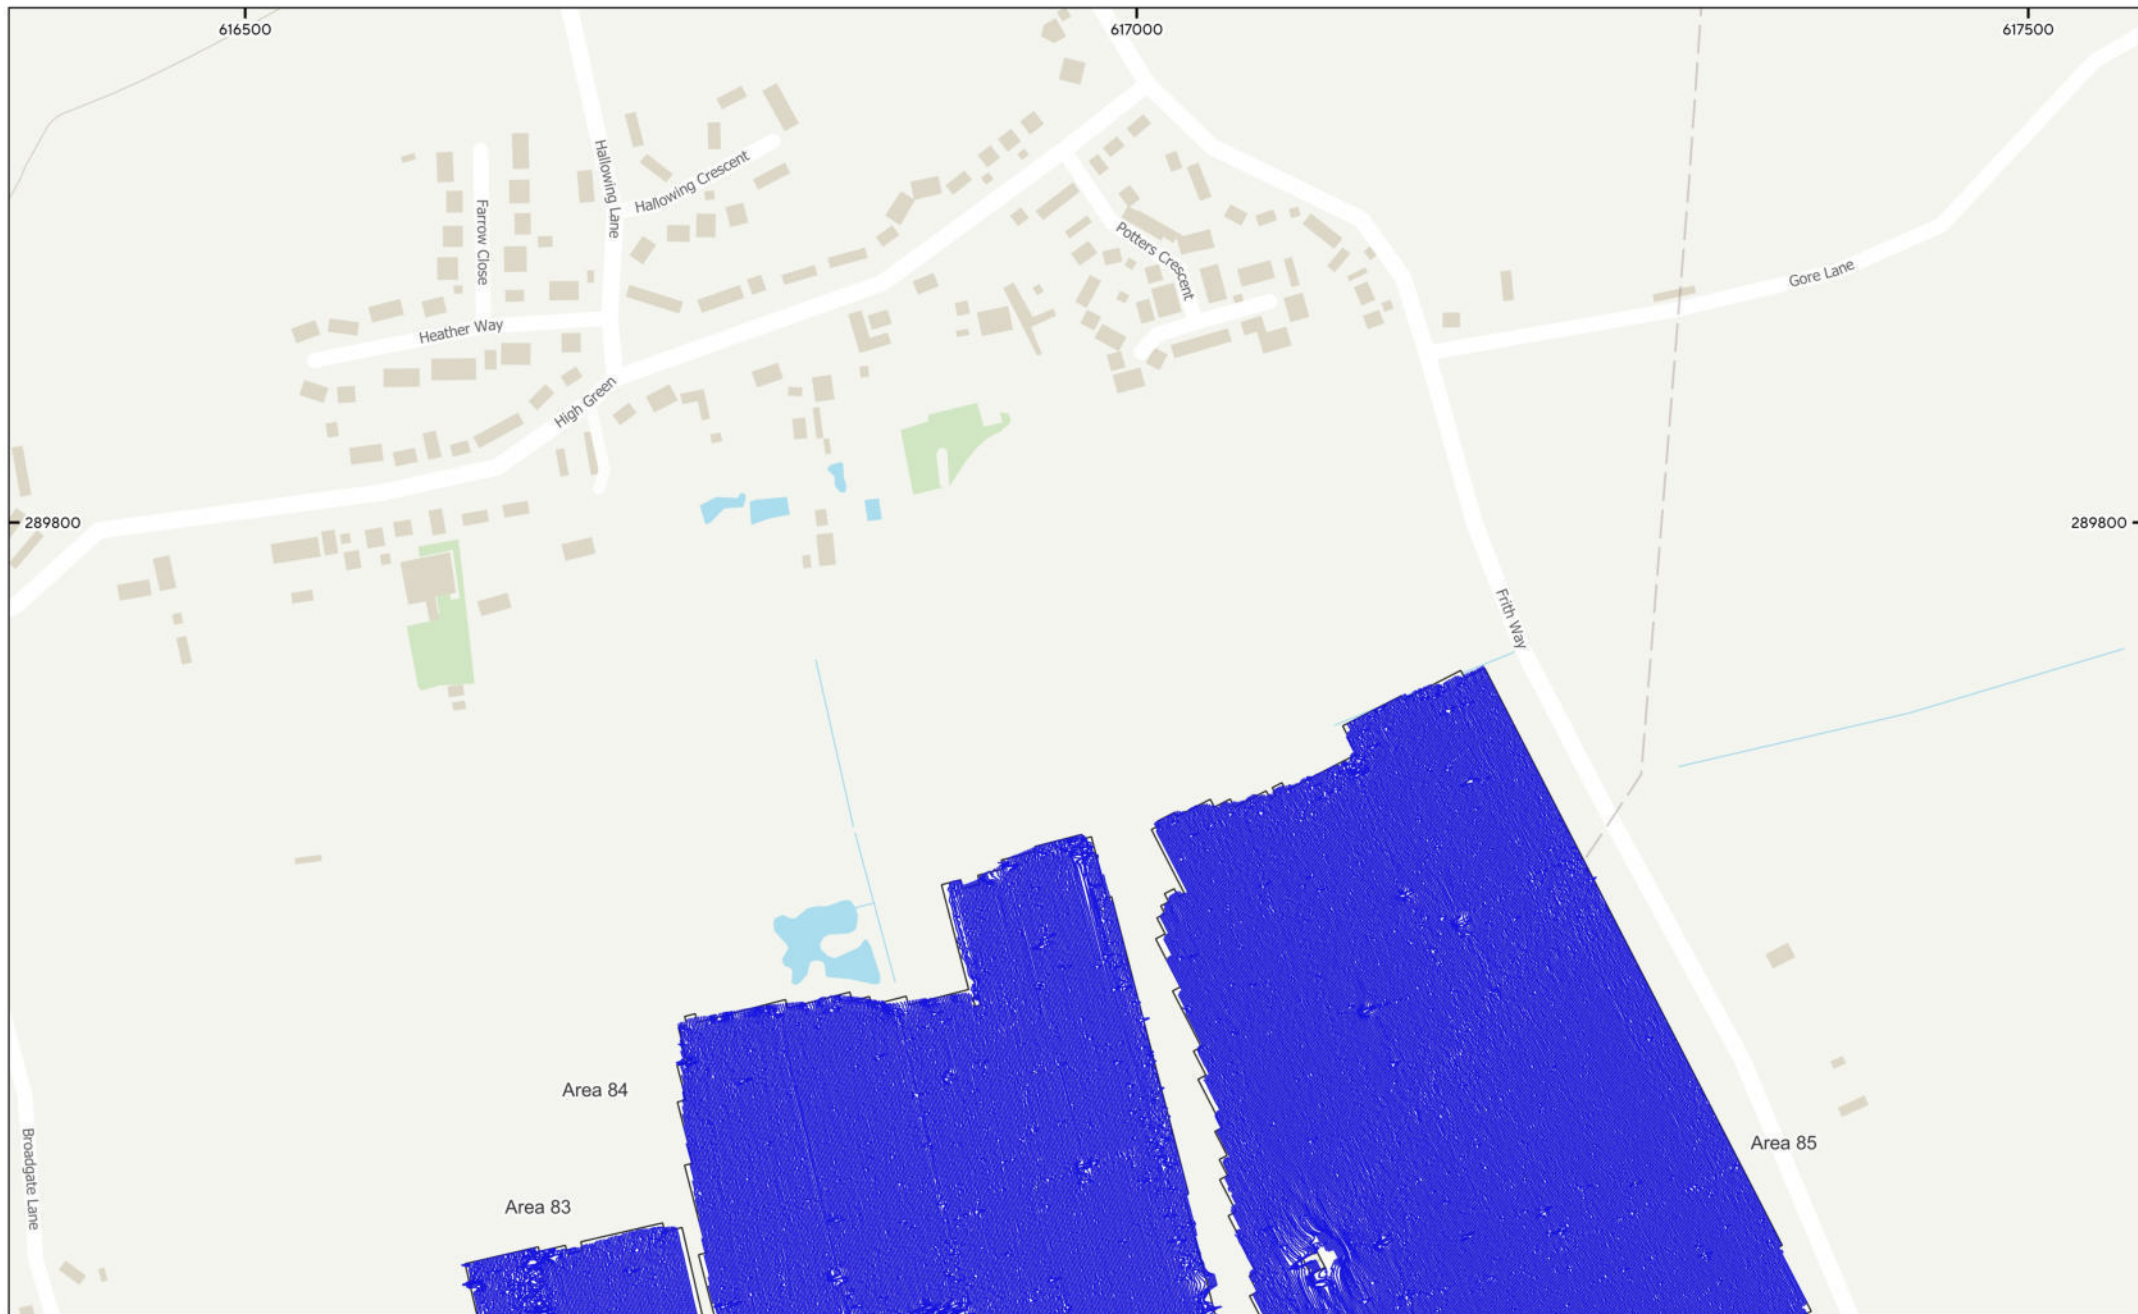 616500
617000
617500
Hallowing Lane
Hallowing Crescent
Farrow Close
Potters Crescent
Gore Lane
Heather Way
High Green
289800
289800
Frith Way
Area 84
Area 85
Broadgate Lane
Area 83